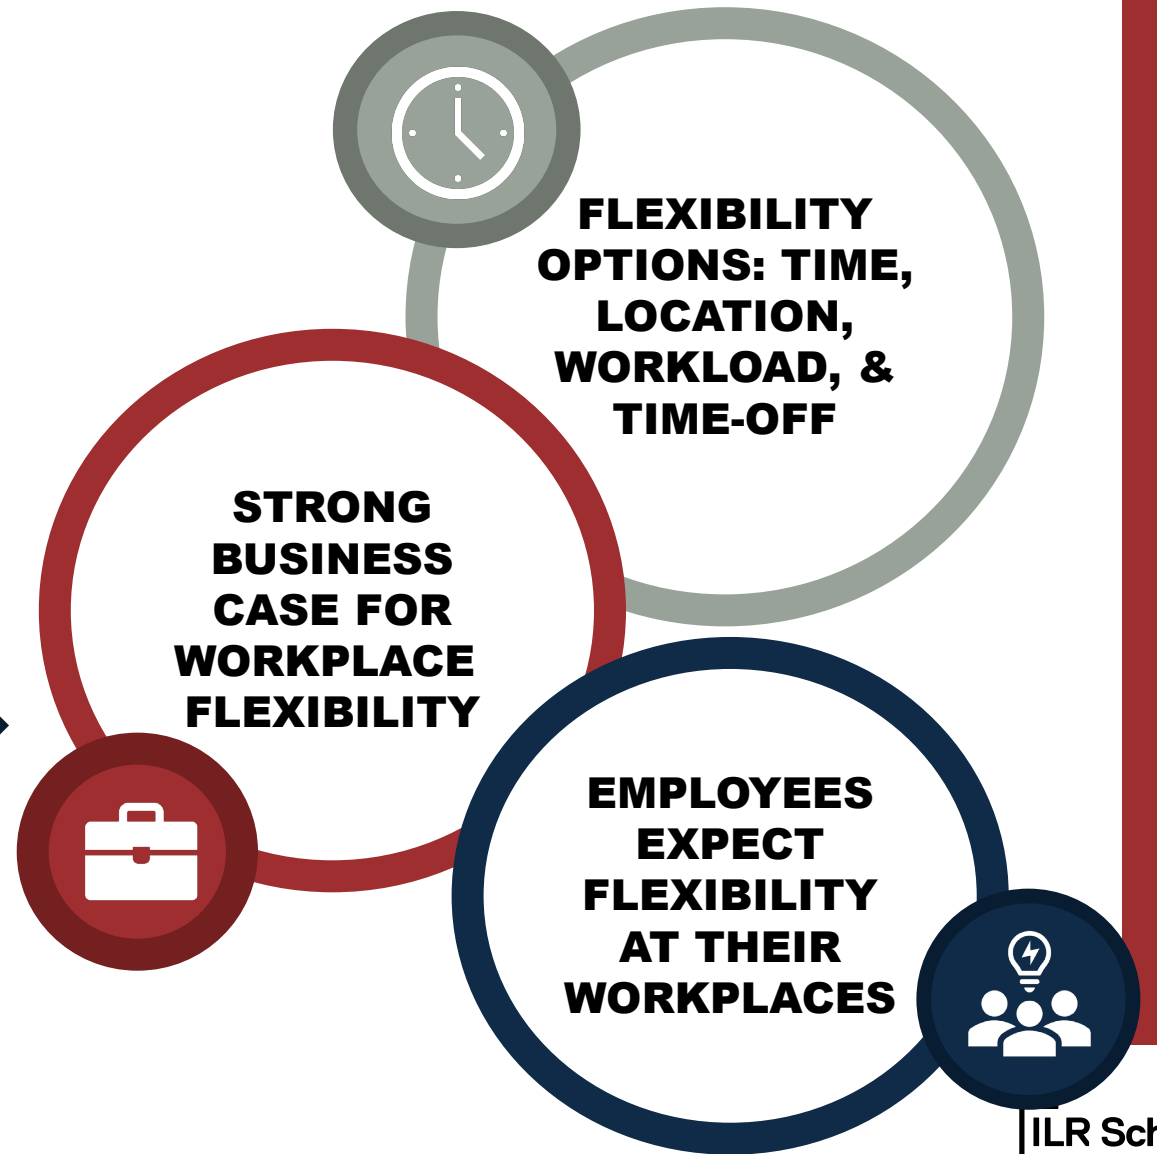 FLEXIBILITY
OPTIONS: TIME,
LOCATION,
WORKLOAD, &
TIME-OFF
STRONG
BUSINESS
CASE FOR
WORKPLACE
FLEXIBILITY
EMPLOYEES
EXPECT
FLEXIBILITY
AT THEIR
WORKPLACES
ILR Sch